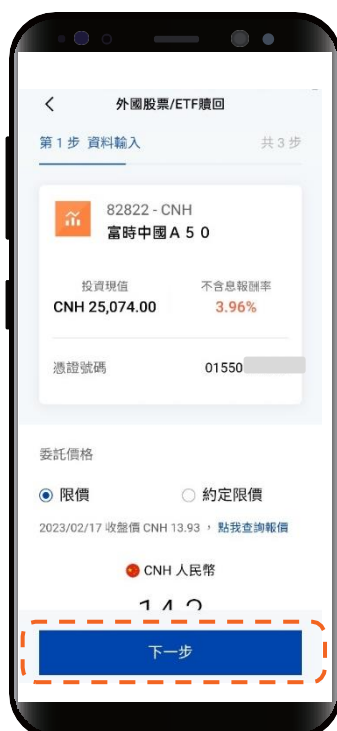 外國股票/ETF贖回
第 1 步 資料輸入
共 3 步
82822 - CNH
富時中國A50
投資現值
不含息報酬率
CNH 25,074.00
3.96%
憑證號碼
01550
委託價格
限價
約定限價
2023/02/17 收盤價 CNH 13.93 , 點我查詢報價
CNH 人民幣
下一步